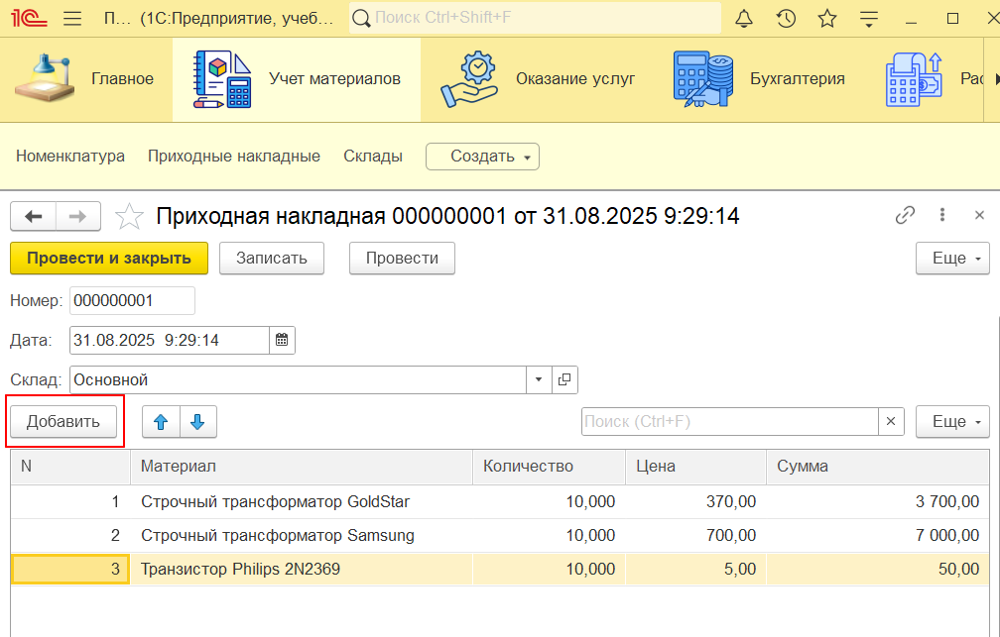 1С П... (1С:Предприятие, учеб... Поиск Ctrl+Shift+F
Главное Учет материалов Оказание услуг Бухгалтерия Рас
Номенклатура Приходные накладные Склады Создать
Приходная накладная 000000001 от 31.08.2025 9:29:14
Провести и закрыть Записать Провести Еще
Номер: 000000001
Дата: 31.08.2025 9:29:14
Склад: Основной
Добавить Поиск (Ctrl+F) × Еще
N Материал Количество Цена Сумма
1 Строчный трансформатор GoldStar 10,000 370,00 3 700,00
2 Строчный трансформатор Samsung 10,000 700,00 7 000,00
3 Транзистор Philips 2N2369 10,000 5,00 50,00